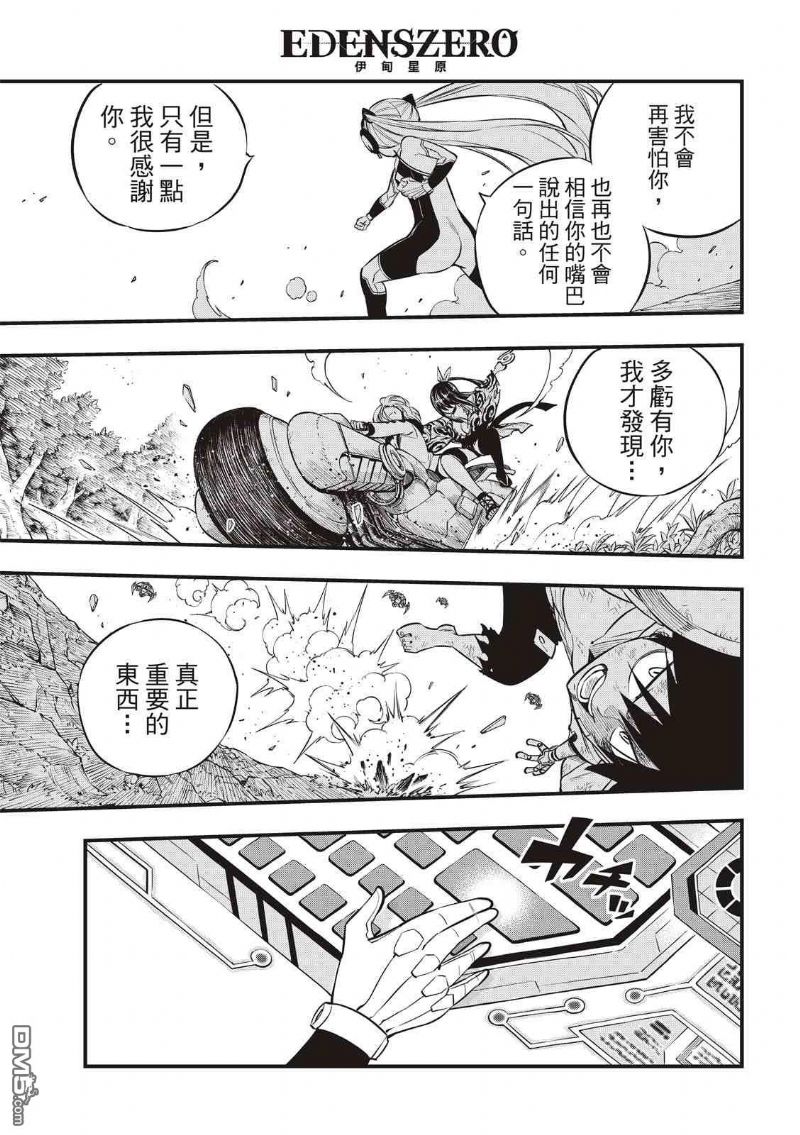 EDENSZERO
伊甸星原
我不會
再害怕你，
也再也不會
相信你的嘴巴
說出的任何
一句話。
但是，
只有一點
我很感謝
你。
多虧有你，
我才發現…
真正
重要的
東西…
カチッ
DM5
.com